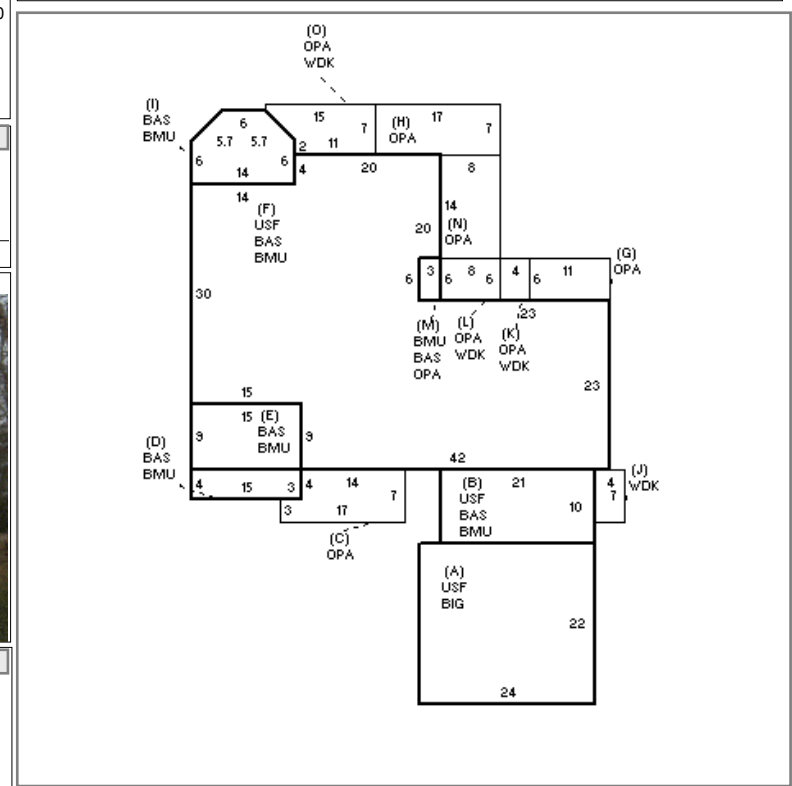 (O)
OPA
WDK
(I)
BAS
BMU
6
5.7 5.7
6 6
14
15
7
2 11
(H)
OPA
17
7
4 20 8
14
(F)
USF
BAS
BMU
14
20
(N)
OPA
(G)
OPA
6 3 6 8 6 4 6 11
30
23
(M)
BMU
BAS
OPA
(L)
OPA
WDK
(K)
OPA
WDK
23
15
15 (E)
BAS
BMU
9 9
(D)
BAS
BMU
42
4 15 3
4 14 7
3 17
(C)
OPA
(B)
USF
BAS
BMU
21
10
4
7
(J)
WDK
(A)
USF
BIG
22
24